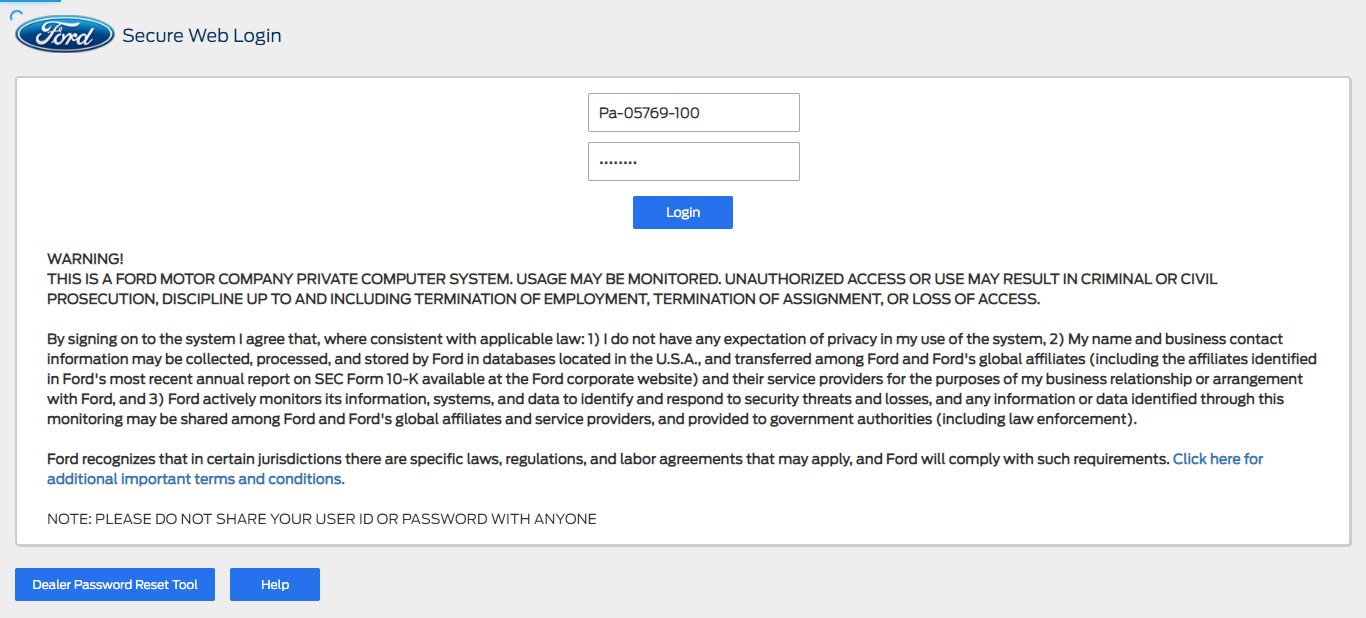 Ford Secure Web Login
Pa-05769-100
••••••••
Login
WARNING!
THIS IS A FORD MOTOR COMPANY PRIVATE COMPUTER SYSTEM. USAGE MAY BE MONITORED. UNAUTHORIZED ACCESS OR USE MAY RESULT IN CRIMINAL OR CIVIL
PROSECUTION, DISCIPLINE UP TO AND INCLUDING TERMINATION OF EMPLOYMENT, TERMINATION OF ASSIGNMENT, OR LOSS OF ACCESS.
By signing on to the system I agree that, where consistent with applicable law: 1) I do not have any expectation of privacy in my use of the system, 2) My name and business contact
information may be collected, processed, and stored by Ford in databases located in the U.S.A., and transferred among Ford and Ford's global affiliates (including the affiliates identified
in Ford's most recent annual report on SEC Form 10-K available at the Ford corporate website) and their service providers for the purposes of my business relationship or arrangement
with Ford, and 3) Ford actively monitors its information, systems, and data to identify and respond to security threats and losses, and any information or data identified through this
monitoring may be shared among Ford and Ford's global affiliates and service providers, and provided to government authorities (including law enforcement).
Ford recognizes that in certain jurisdictions there are specific laws, regulations, and labor agreements that may apply, and Ford will comply with such requirements. Click here for
additional important terms and conditions.
NOTE: PLEASE DO NOT SHARE YOUR USER ID OR PASSWORD WITH ANYONE
Dealer Password Reset Tool Help